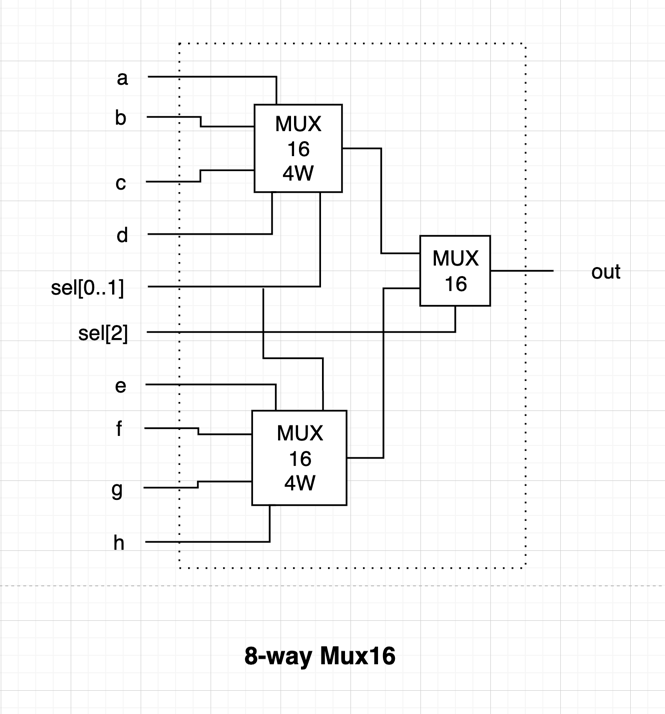 a
b
c
d
sel[0..1]
sel[2]
e
f
g
h
MUX
16
4W
MUX
16
4W
MUX
16
out
8-way Mux16